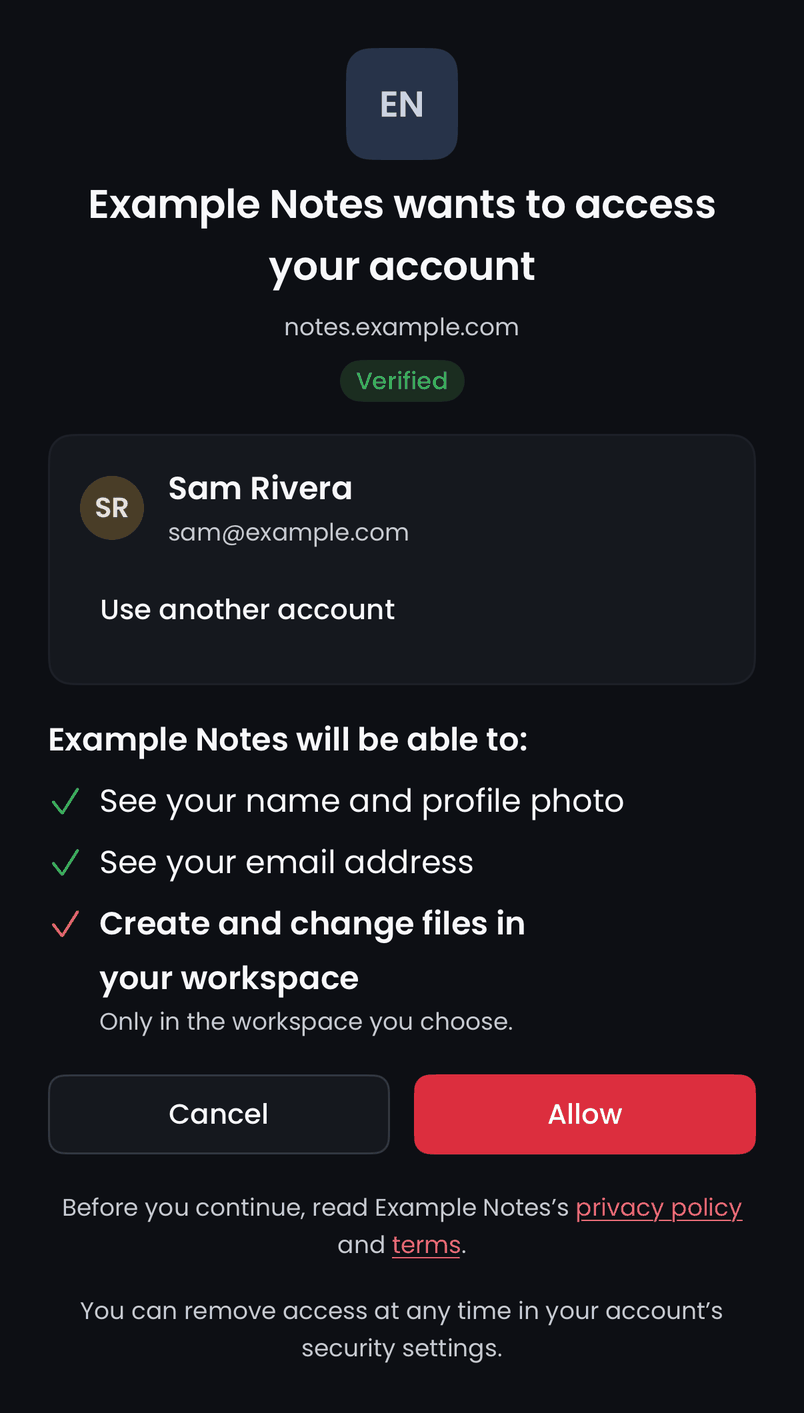 EN
Example Notes wants to access
your account
notes.example.com
Verified
SR
Sam Rivera
sam@example.com
Use another account
Example Notes will be able to:
See your name and profile photo
See your email address
Create and change files in
your workspace
Only in the workspace you choose.
Cancel
Allow
Before you continue, read Example Notes’s privacy policy
and terms.
You can remove access at any time in your account’s
security settings.